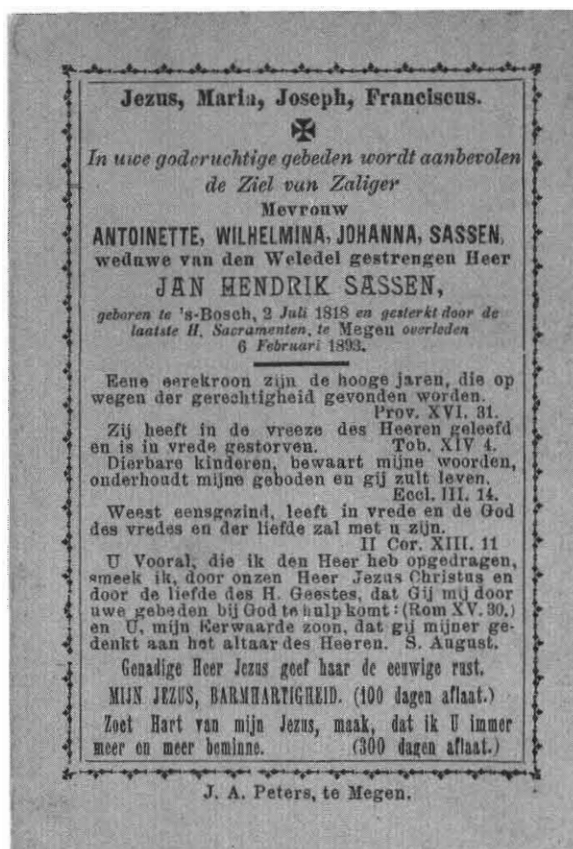 Jezus, Maria, Joseph, Franciscus.
In uwe godvruchtige gebeden wordt aanbevolen
de Ziel van Zaliger
Mevrouw
ANTOINETTE, WILHELMINA, JOHANNA, SASSEN,
weduwe van den Weledel gestrengen Heer
JAN HENDRIK SASSEN,
geboren te 's-Bosch, 2 Juli 1818 en gesterkt door de
laatste H. Sacramenten, te Megen overleden
6 Februari 1893.
Eene eerekroon zijn de hooge jaren, die op
wegen der gerechtigheid gevonden worden.
Prov. XVI. 31.
Zij heeft in de vreeze des Heeren geleefd
en is in vrede gestorven. Tob. XIV 4.
Dierbare kinderen, bewaart mijne woorden,
onderhoudt mijne geboden en gij zult leven.
Eccl. III. 14.
Weest eensgezind, leeft in vrede en de God
des vredes en der liefde zal met u zijn.
II Cor. XIII. 11
U Vooral, die ik den Heer heb opgedragen,
smeek ik, door onzen Heer Jezus Christus en
door de liefde des H. Geestes, dat Gij mij door
uwe gebeden bij God te hulp komt: (Rom XV. 30.)
en U, mijn Eerwaarde zoon, dat gij mijner ge-
denkt aan het altaar des Heeren. S. August.
Genadige Heer Jezus geef haar de eeuwige rust.
MIJN JEZUS, BARMHARTIGHEID. (100 dagen aflaat.)
Zoet Hart van mijn Jezus, maak, dat ik U immer
meer en meer beminne. (300 dagen aflaat.)
J. A. Peters, te Megen.